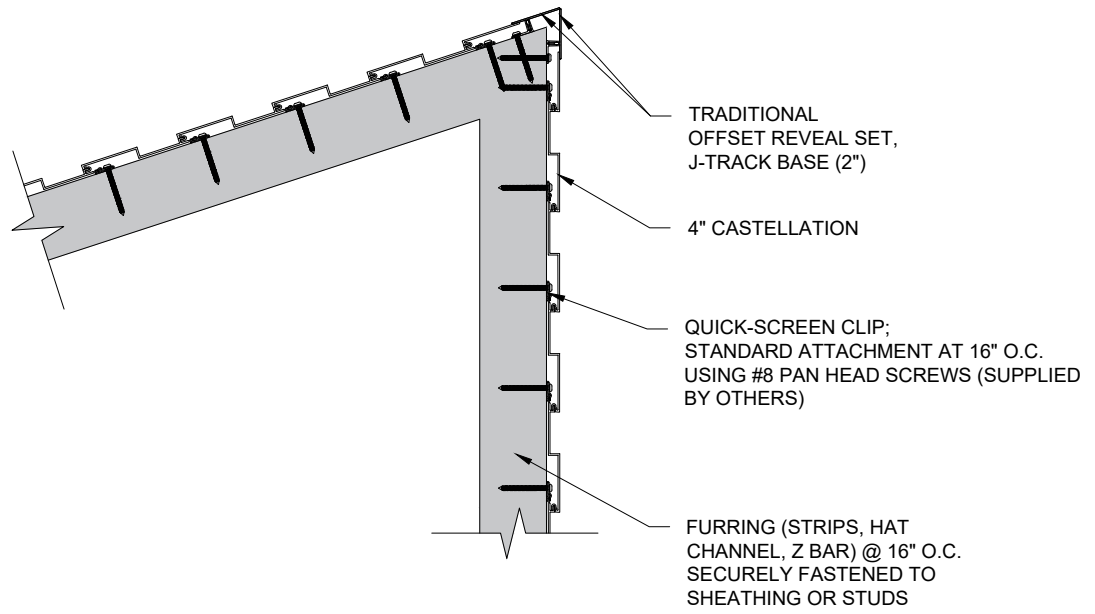 TRADITIONAL
OFFSET REVEAL SET,
J-TRACK BASE (2")
4" CASTELLATION
QUICK-SCREEN CLIP;
STANDARD ATTACHMENT AT 16" O.C.
USING #8 PAN HEAD SCREWS (SUPPLIED
BY OTHERS)
FURRING (STRIPS, HAT
CHANNEL, Z BAR) @ 16" O.C.
SECURELY FASTENED TO
SHEATHING OR STUDS